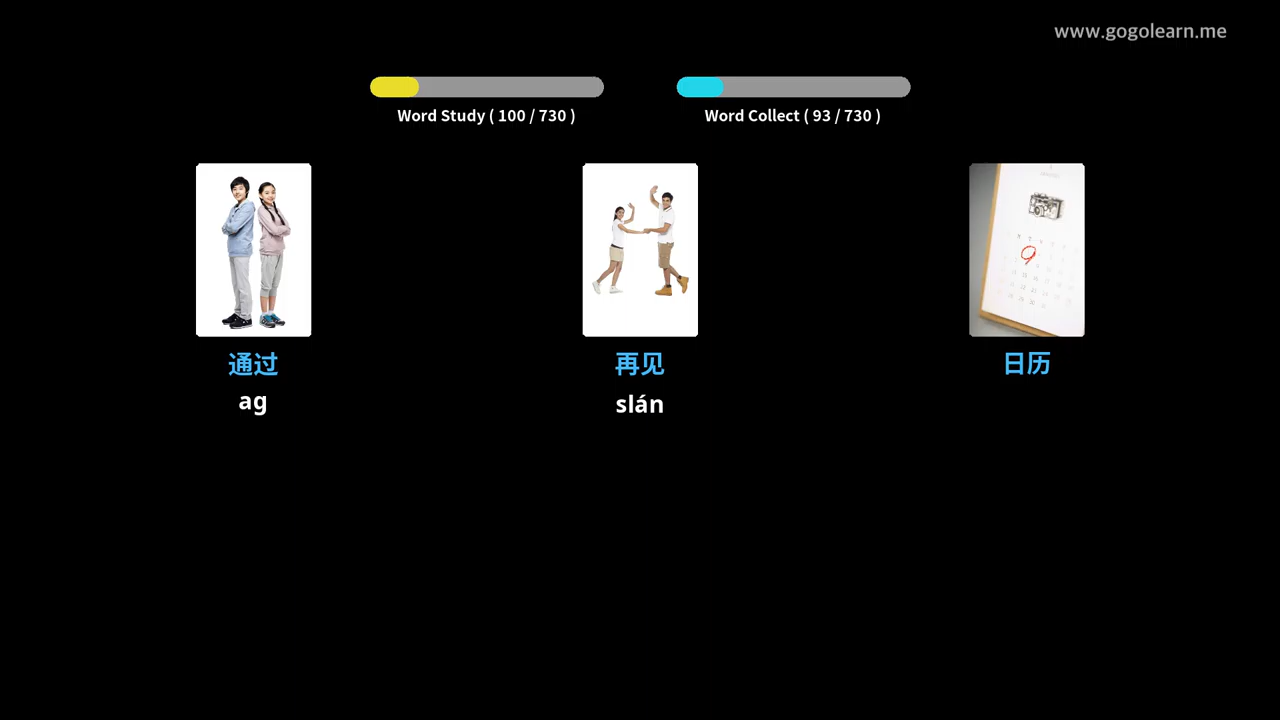 www.gogolearn.me
Word Study ( 100 / 730 )
Word Collect ( 93 / 730 )
通过
再见
日历
ag
slán
9